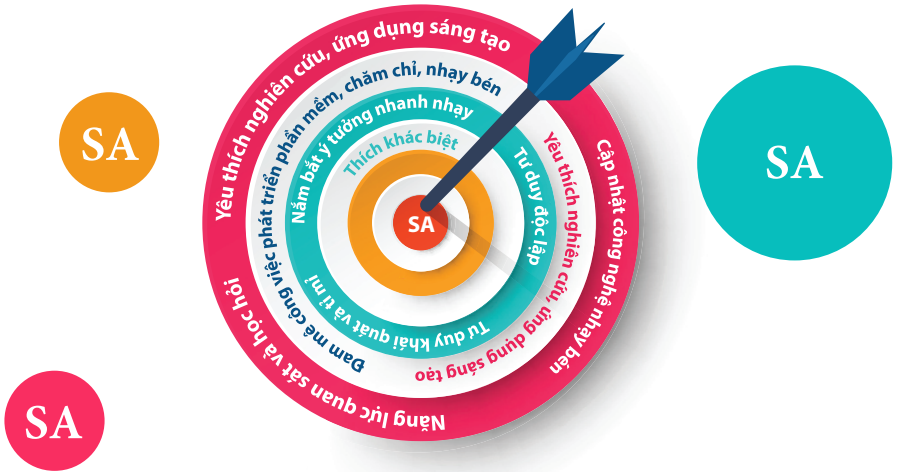 Yêu thích nghiên cứu, ứng dụng sáng tạo
Cập nhật công nghệ nhạy bén
Năng lực quan sát và học hỏi
Đam mê công việc phát triển phần mềm, chăm chỉ, nhạy bén
Yêu thích nghiên cứu, ứng dụng sáng tạo
Nắm bắt ý tưởng nhanh nhạy
Tư duy độc lập
Tư duy khái quát và tỉ mỉ
Thích khác biệt
SA
SA
SA
SA